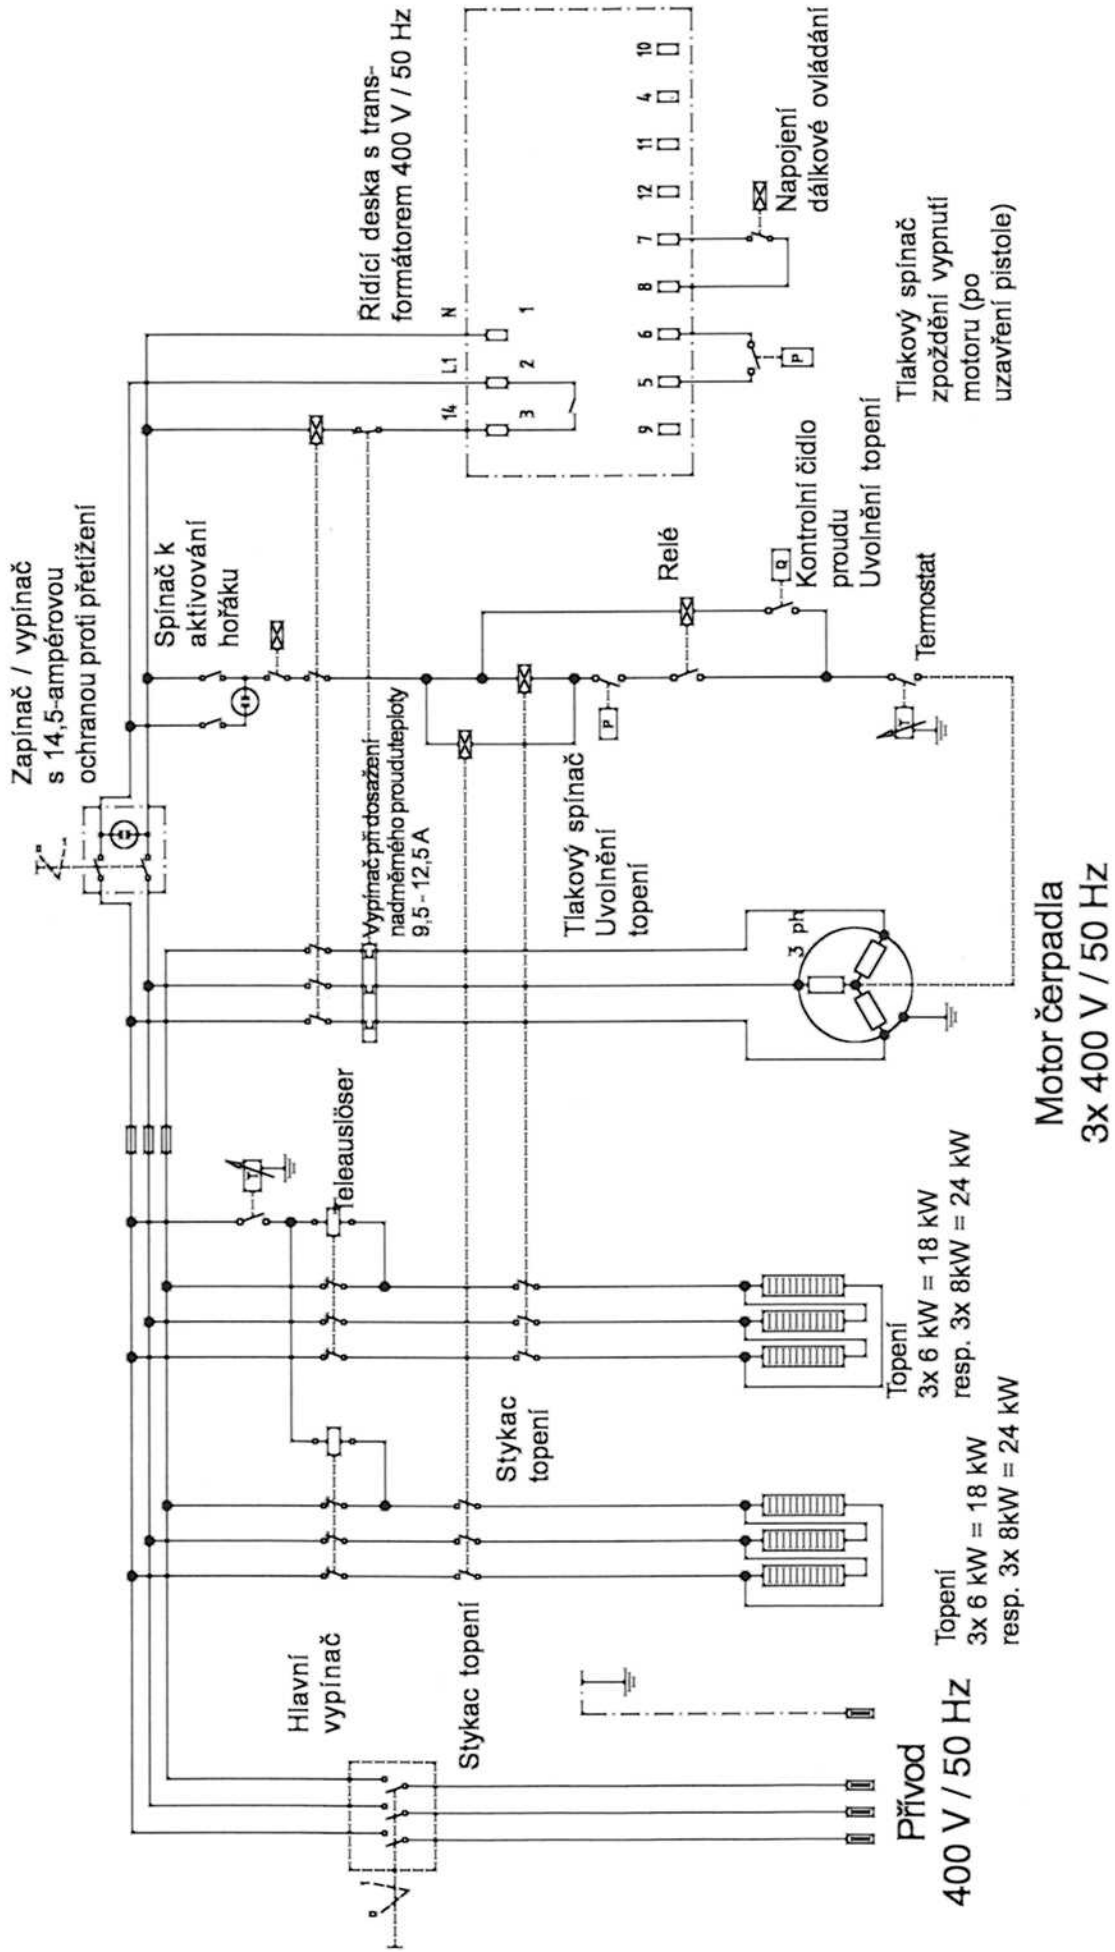 Zapínač / vypínač
s 14,5-ampérovou
ochranou proti přetížení
Spínač k
aktivování
hořáku
Řídící deska s trans-
formátorem 400 V / 50 Hz
14
L1
N
3
2
1
9
5
6
8
7
12
11
4
10
P
Napojení
dálkové ovládání
Tlakový spínač
zpoždění vypnutí
motoru (po
uzavření pistole)
Relé
Q
Kontrolní čidlo
proudu
Uvolnění topení
Termostat
T
P
Tlakový spínač
Uvolnění
topení
Vypínač při dosažení
nadměrného prouduteploty
9,5 - 12,5 A
3 ph
Motor čerpadla
3x 400 V / 50 Hz
T
Teleauslöser
Stykac
topení
Topení
3x 6 kW = 18 kW
resp. 3x 8kW = 24 kW
Topení
3x 6 kW = 18 kW
resp. 3x 8kW = 24 kW
Hlavní
vypínač
Stykac topení
Přívod
400 V / 50 Hz